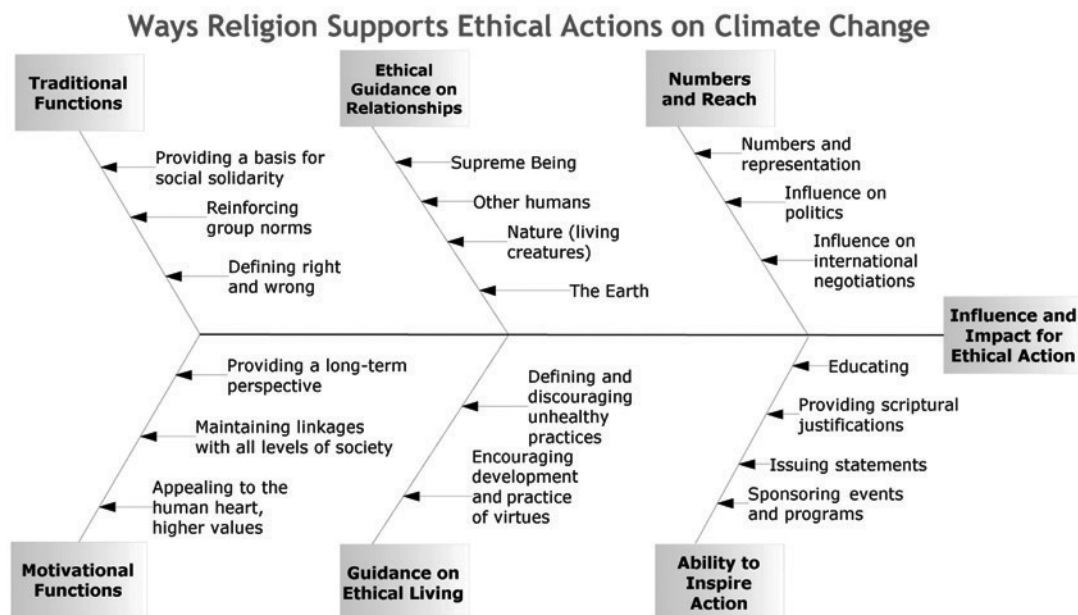 Ways Religion Supports Ethical Actions on Climate Change
Traditional
Functions
Ethical
Guidance on
Relationships
Numbers
and Reach
Providing a basis for
social solidarity
Reinforcing
group norms
Defining right
and wrong
Supreme Being
Other humans
Nature (living
creatures)
The Earth
Numbers and
representation
Influence on
politics
Influence on
international
negotiations
Influence and
Impact for
Ethical Action
Providing a long-term
perspective
Maintaining linkages
with all levels of society
Appealing to the
human heart,
higher values
Defining and
discouraging
unhealthy
practices
Encouraging
development
and practice
of virtues
Educating
Providing scriptural
justifications
Issuing statements
Sponsoring events
and programs
Motivational
Functions
Guidance on
Ethical Living
Ability to
Inspire
Action